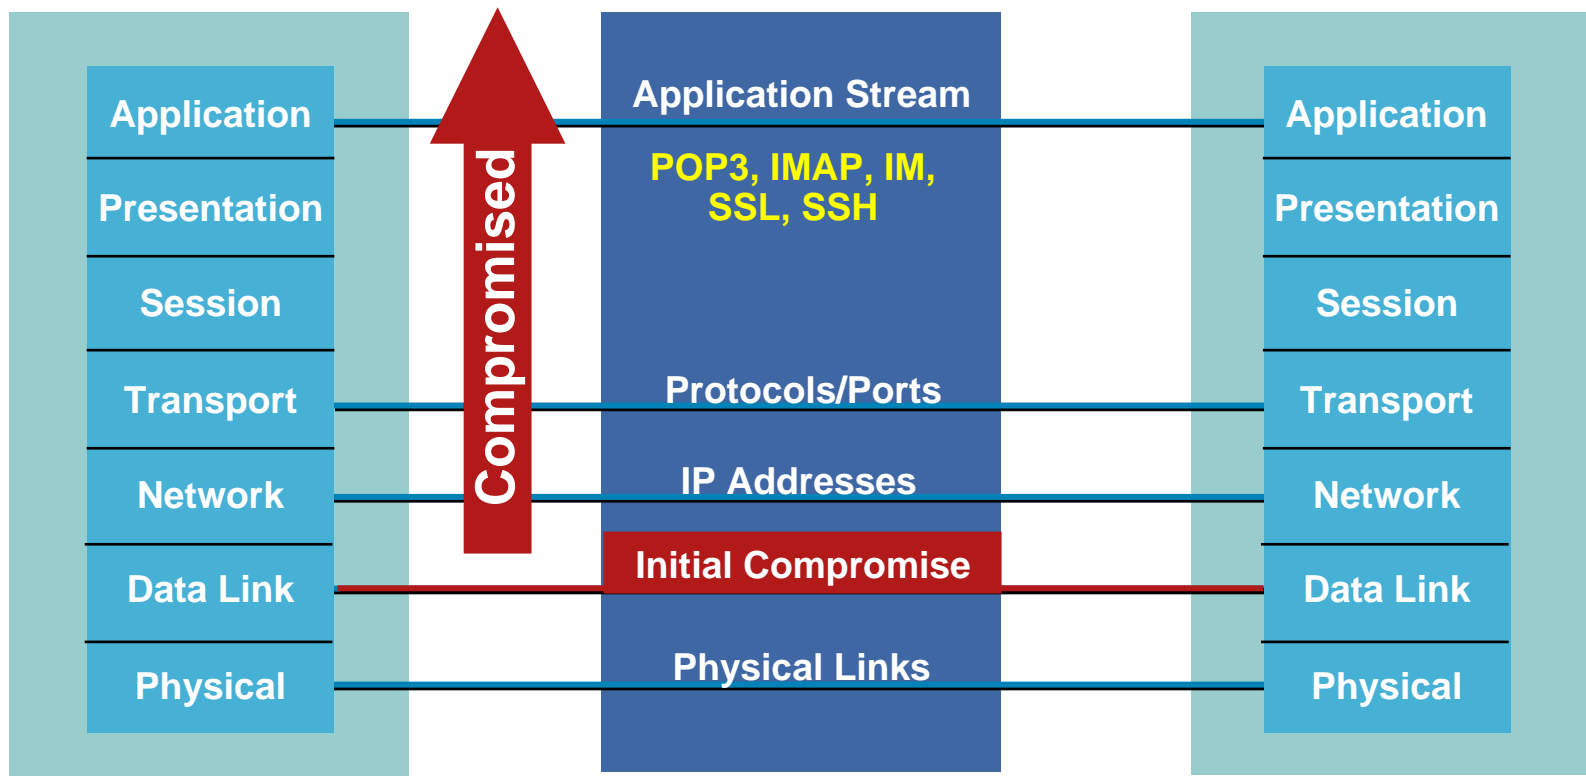 Application
Presentation
Session
Transport
Network
Data Link
Physical
Compromised
Application Stream
POP3, IMAP, IM,
SSL, SSH
Protocols/Ports
IP Addresses
Initial Compromise
Physical Links
Application
Presentation
Session
Transport
Network
Data Link
Physical